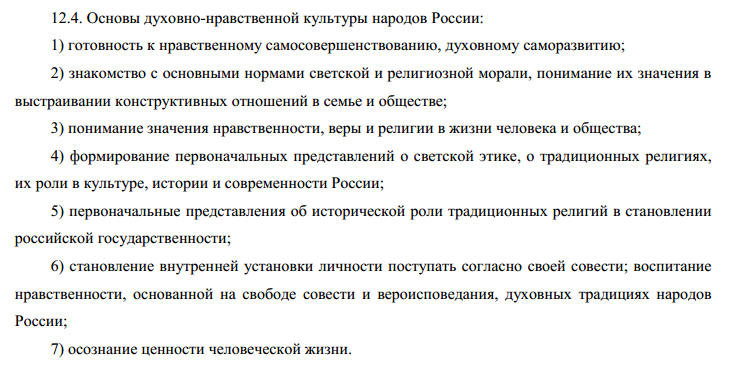 12.4. Основы духовно-нравственной культуры народов России:
1) готовность к нравственному самосовершенствованию, духовному саморазвитию;
2) знакомство с основными нормами светской и религиозной морали, понимание их значения в
выстраивании конструктивных отношений в семье и обществе;
3) понимание значения нравственности, веры и религии в жизни человека и общества;
4) формирование первоначальных представлений о светской этике, о традиционных религиях,
их роли в культуре, истории и современности России;
5) первоначальные представления об исторической роли традиционных религий в становлении
российской государственности;
6) становление внутренней установки личности поступать согласно своей совести; воспитание
нравственности, основанной на свободе совести и вероисповедания, духовных традициях народов
России;
7) осознание ценности человеческой жизни.